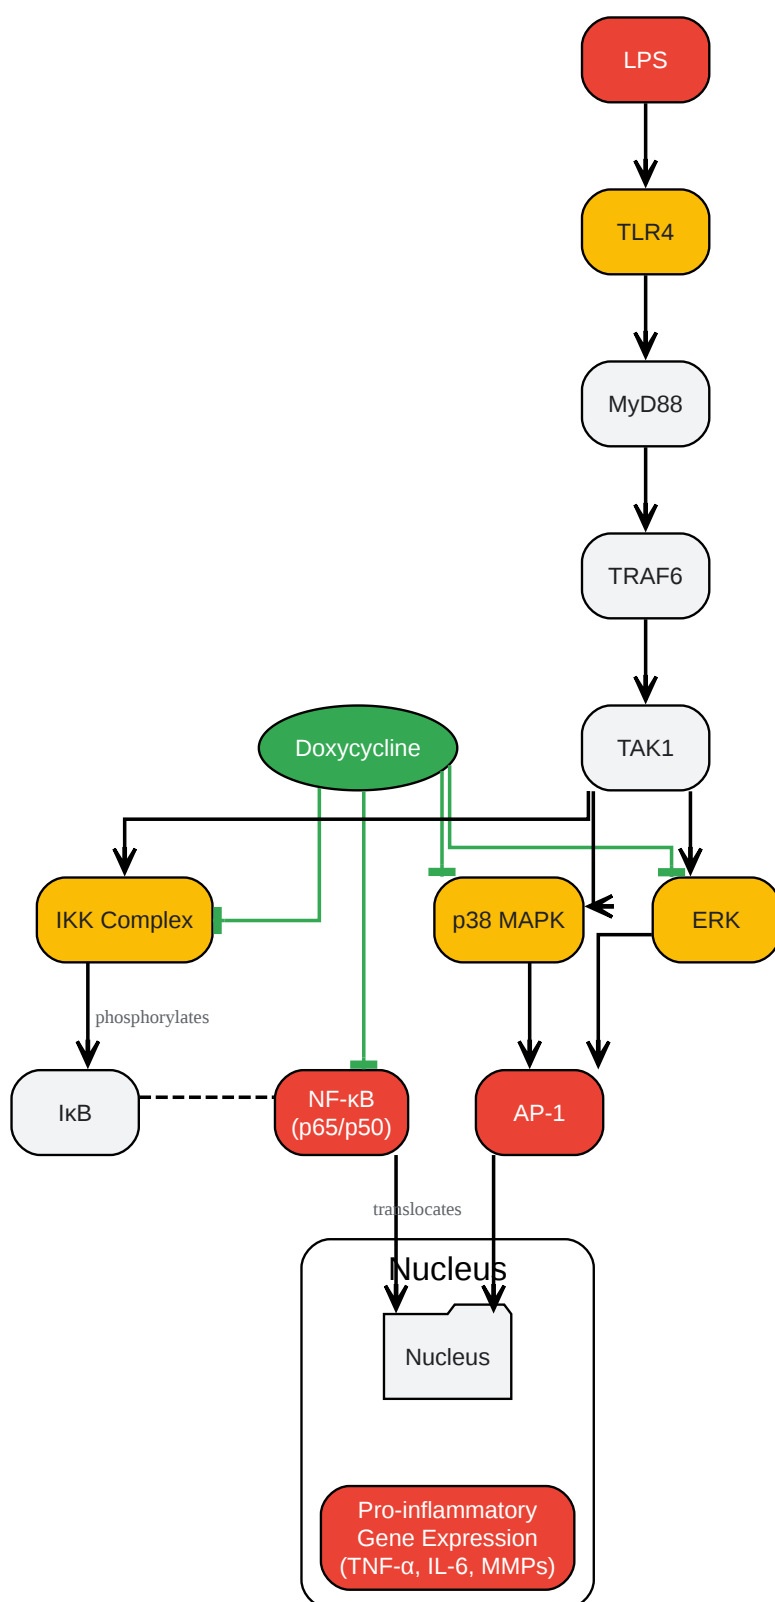 LPS
TLR4
MyD88
TRAF6
Doxycycline
TAK1
IKK Complex
p38 MAPK
ERK
phosphorylates
IκB
NF-κB
(p65/p50)
AP-1
translocates
Nucleus
Nucleus
Pro-inflammatory
Gene Expression
(TNF-α, IL-6, MMPs)